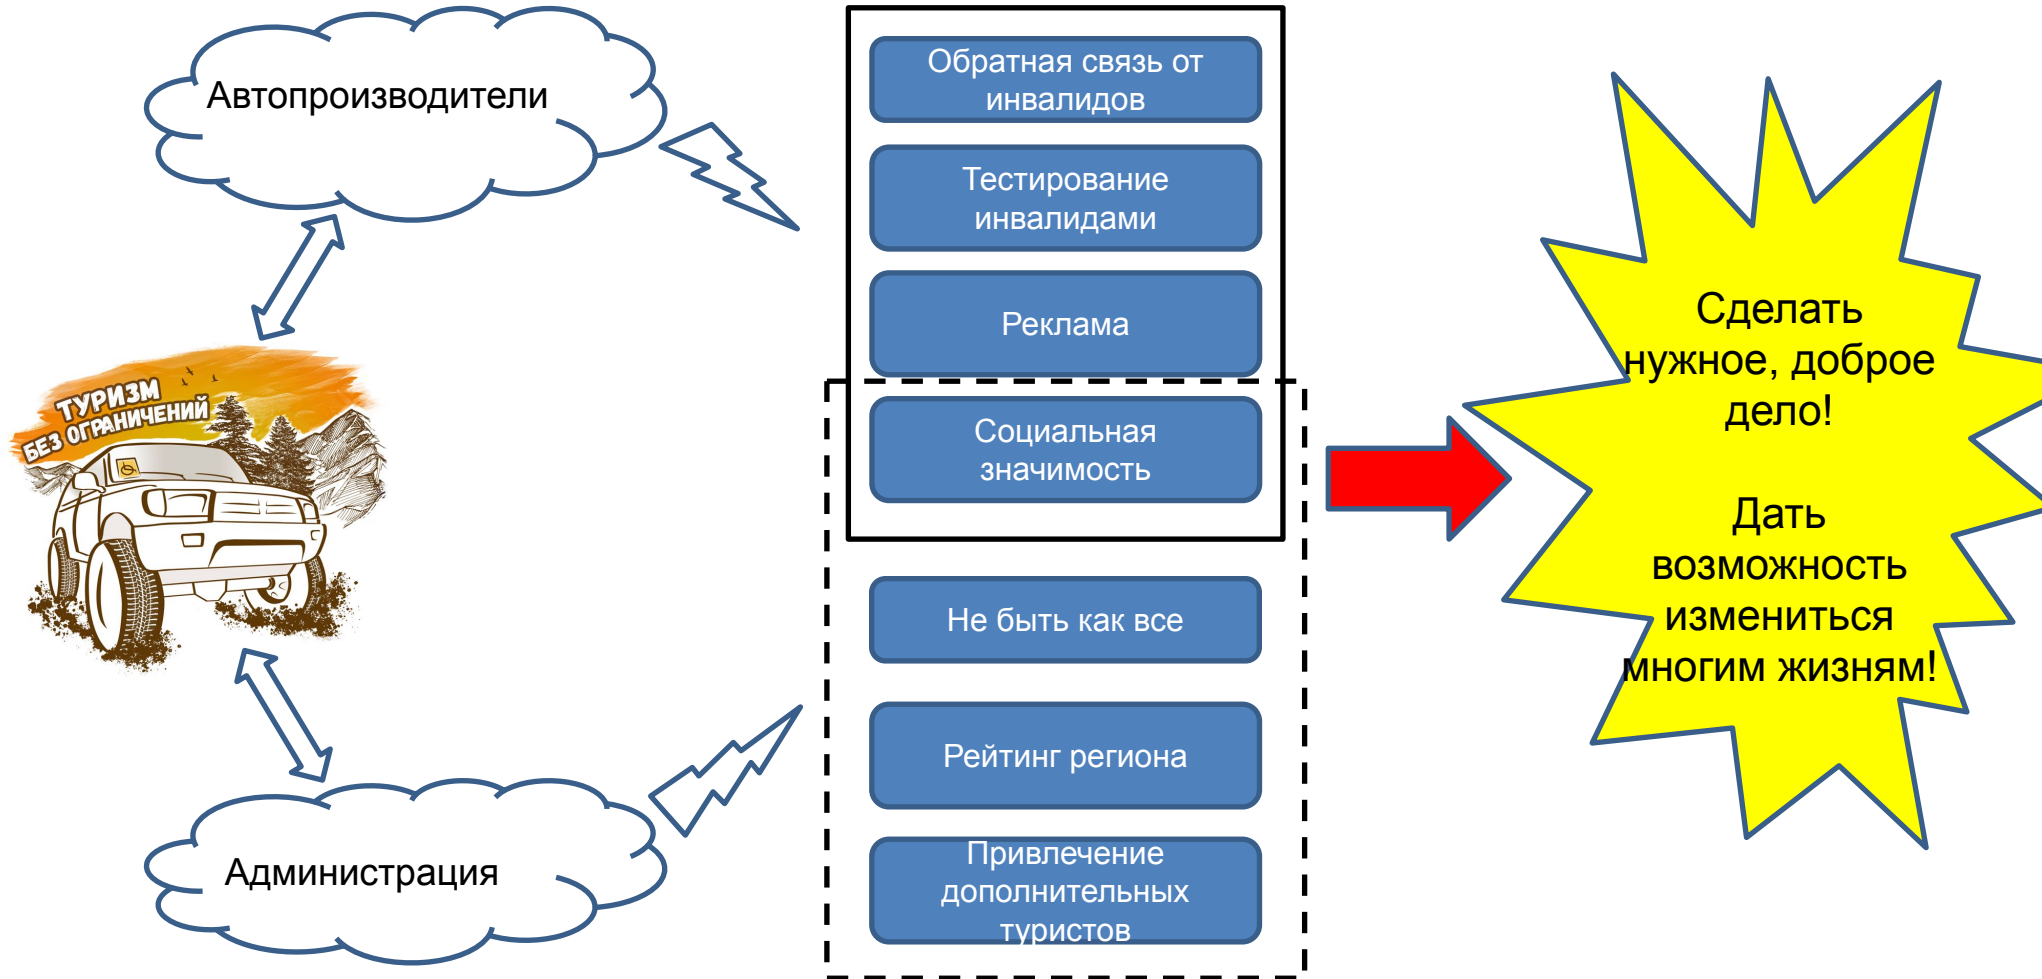 Автопроизводители
ТУРИЗМ
БЕЗ ОГРАНИЧЕНИЙ
Администрация
Обратная связь от
инвалидов
Тестирование
инвалидами
Реклама
Социальная
значимость
Не быть как все
Рейтинг региона
Привлечение
дополнительных
туристов
Сделать
нужное, доброе
дело!
Дать
возможность
измениться
многим жизням!